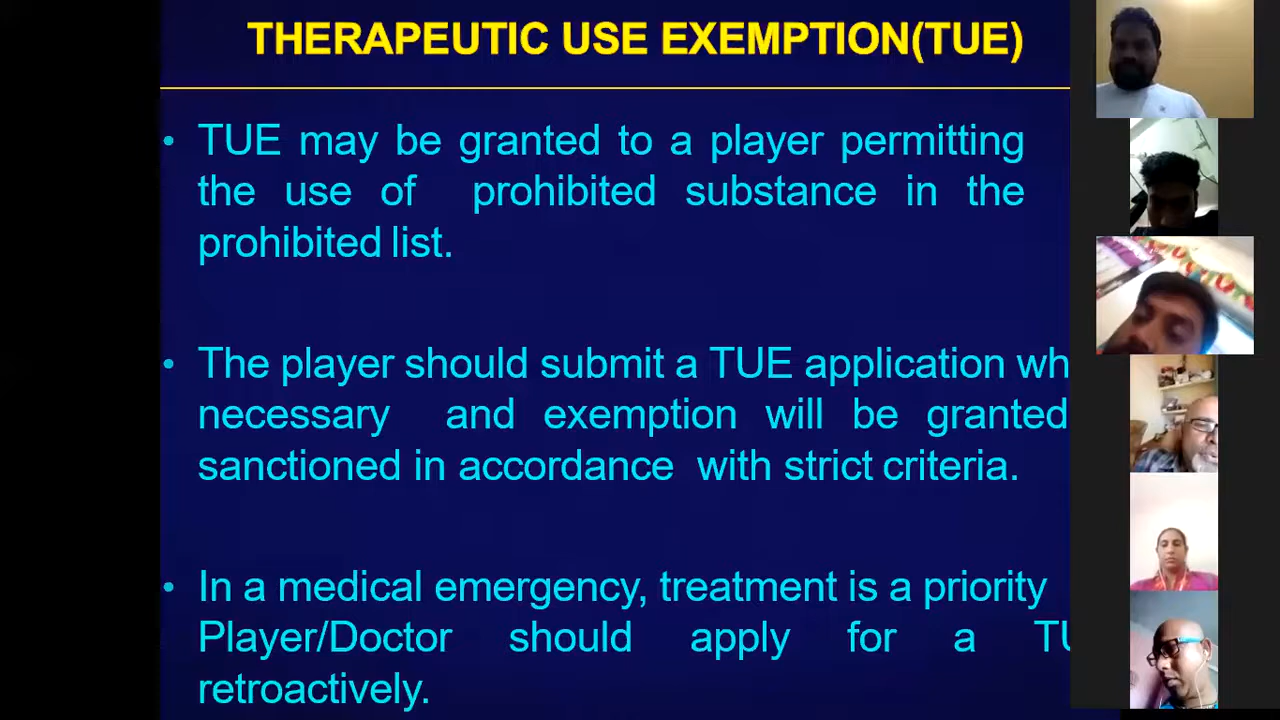 THERAPEUTIC USE EXEMPTION(TUE)
• TUE may be granted to a player permitting
the use of prohibited substance in the
prohibited list.
• The player should submit a TUE application wh
necessary and exemption will be granted
sanctioned in accordance with strict criteria.
• In a medical emergency, treatment is a priority
Player/Doctor should apply for a TU
retroactively.